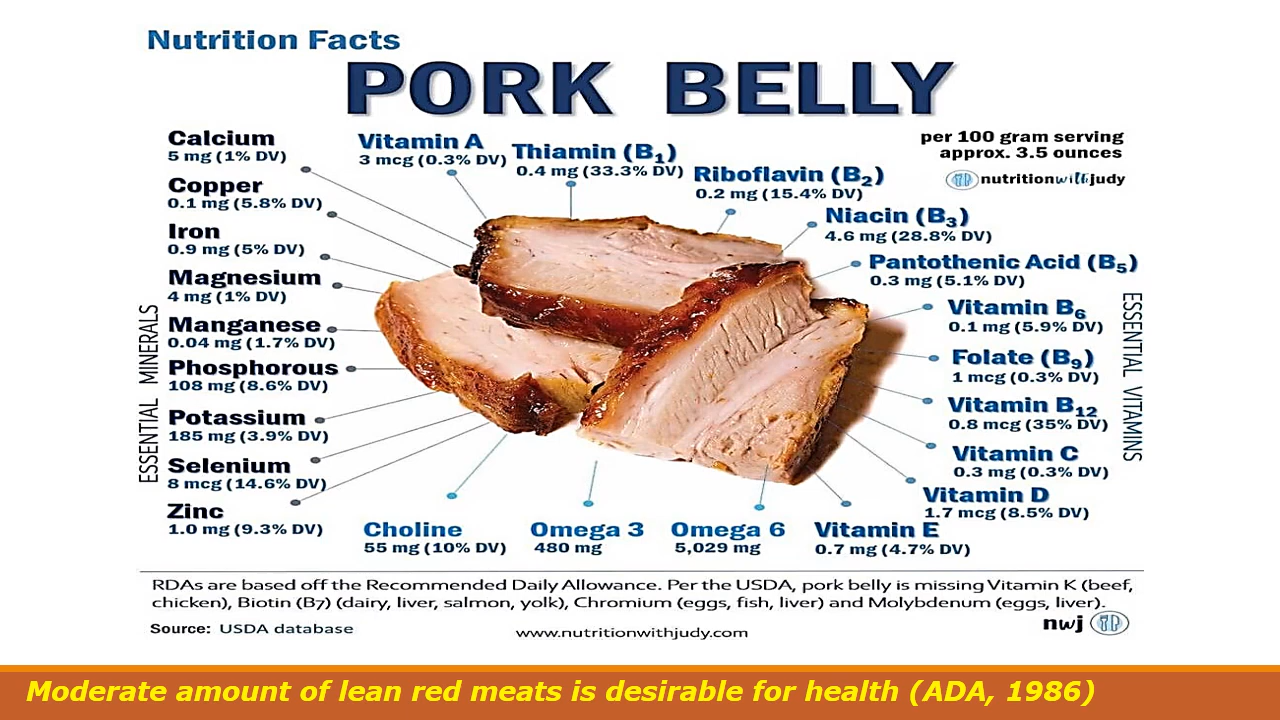 Nutrition Facts
PORK BELLY
per 100 gram serving
approx. 3.5 ounces
nutritionwithjudy
ESSENTIAL MINERALS
Calcium
5 mg (1% DV)
Copper
0.1 mg (5.8% DV)
Iron
0.9 mg (5% DV)
Magnesium
4 mg (1% DV)
Manganese
0.04 mg (1.7% DV)
Phosphorous
108 mg (8.6% DV)
Potassium
185 mg (3.9% DV)
Selenium
8 mcg (14.6% DV)
Zinc
1.0 mg (9.3% DV)
Vitamin A
3 mcg (0.3% DV)
Thiamin (B₁)
0.4 mg (33.3% DV)
Riboflavin (B₂)
0.2 mg (15.4% DV)
Niacin (B₃)
4.6 mg (28.8% DV)
Pantothenic Acid (B₅)
0.3 mg (5.1% DV)
Vitamin B₆
0.1 mg (5.9% DV)
Folate (B₉)
1 mcg (0.3% DV)
Vitamin B₁₂
0.8 mcg (35% DV)
Vitamin C
0.3 mg (0.3% DV)
Vitamin D
1.7 mcg (8.5% DV)
Vitamin E
0.7 mg (4.7% DV)
ESSENTIAL VITAMINS
Choline
55 mg (10% DV)
Omega 3
480 mg
Omega 6
5,029 mg
RDAs are based off the Recommended Daily Allowance. Per the USDA, pork belly is missing Vitamin K (beef,
chicken), Biotin (B7) (dairy, liver, salmon, yolk), Chromium (eggs, fish, liver) and Molybdenum (eggs, liver).
Source: USDA database
www.nutritionwithjudy.com
nwj
Moderate amount of lean red meats is desirable for health (ADA, 1986)